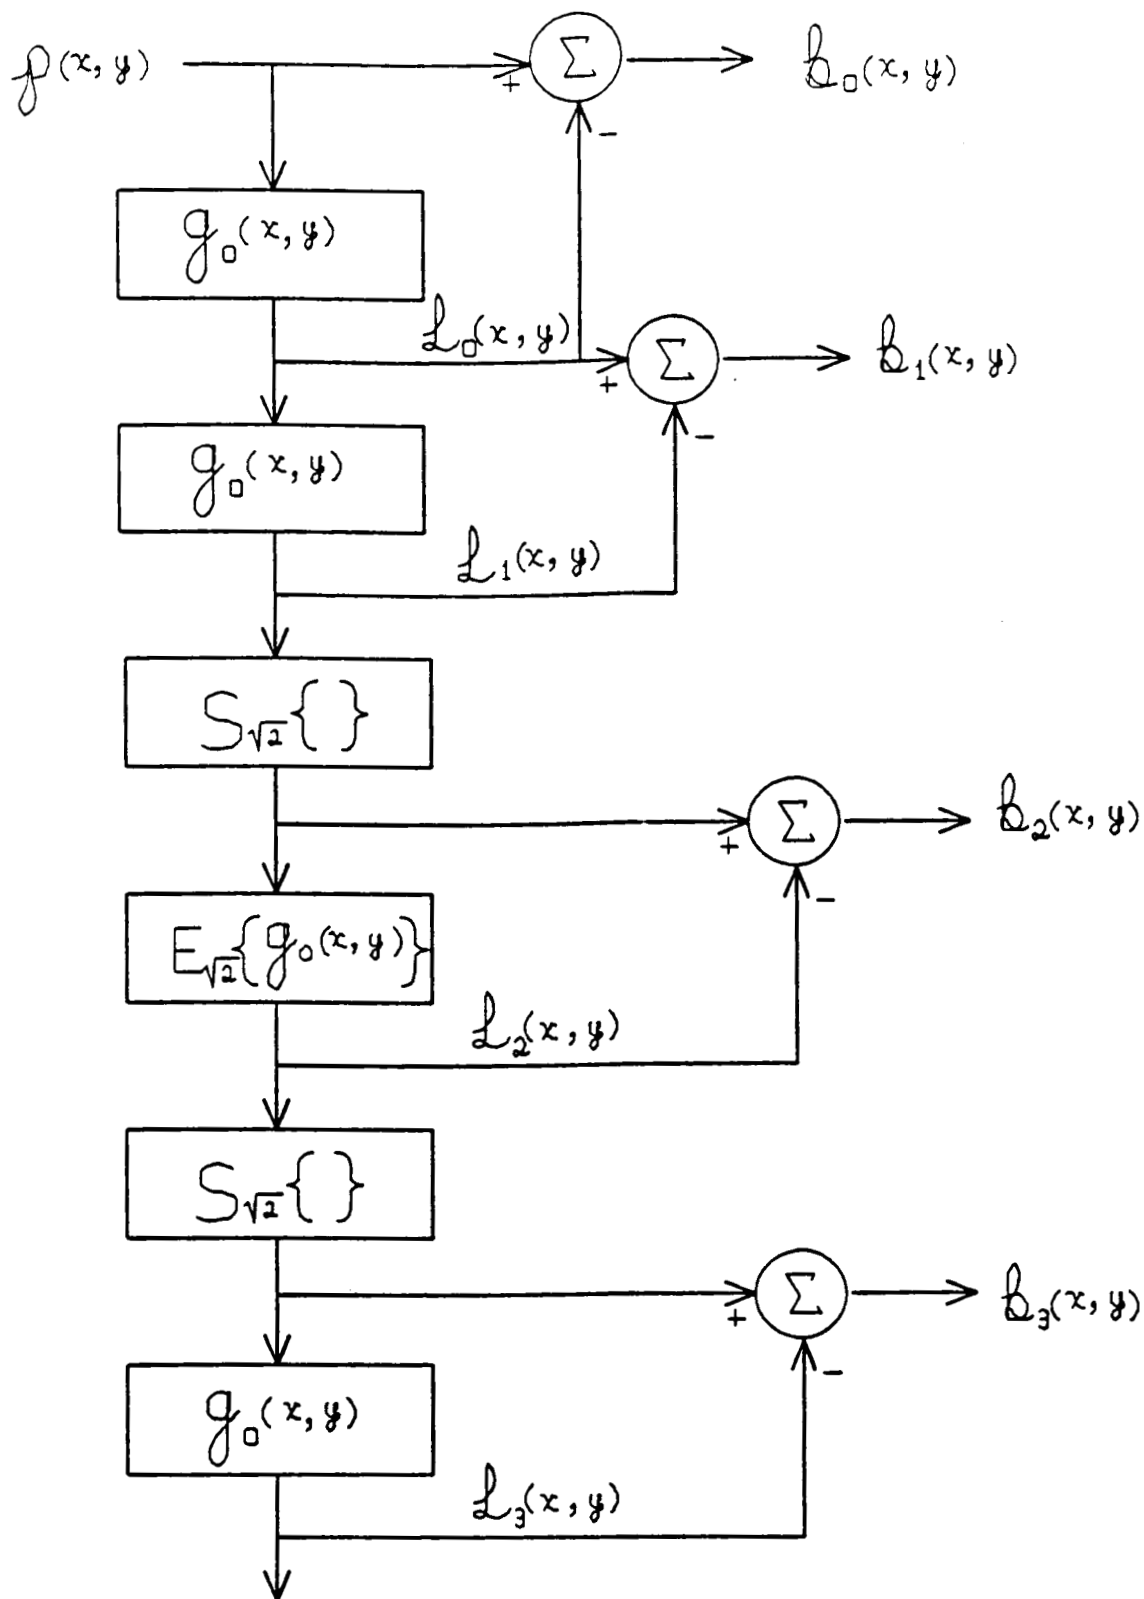 p(x, y)
+
Σ
ℬ₀(x, y)
−
g₀(x, y)
ℒ₀(x, y)
+
Σ
ℬ₁(x, y)
−
g₀(x, y)
ℒ₁(x, y)
S√2{ }
+
Σ
ℬ₂(x, y)
−
E√2{g₀(x, y)}
ℒ₂(x, y)
S√2{ }
+
Σ
ℬ₃(x, y)
−
g₀(x, y)
ℒ₃(x, y)